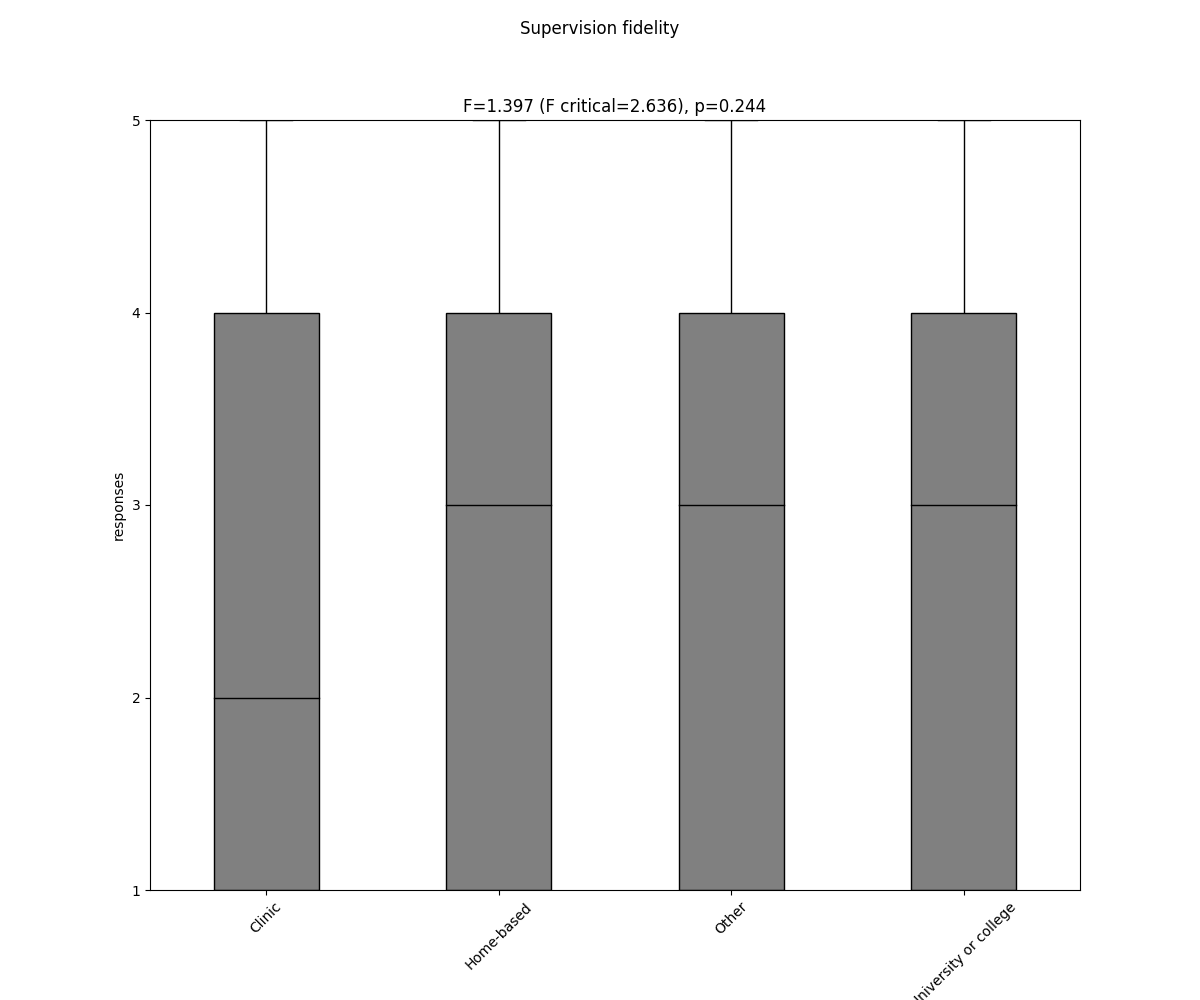 Supervision fidelity
F=1.397 (F critical=2.636), p=0.244
5
4
3
2
1
responses
Clinic
Home-based
Other
or college